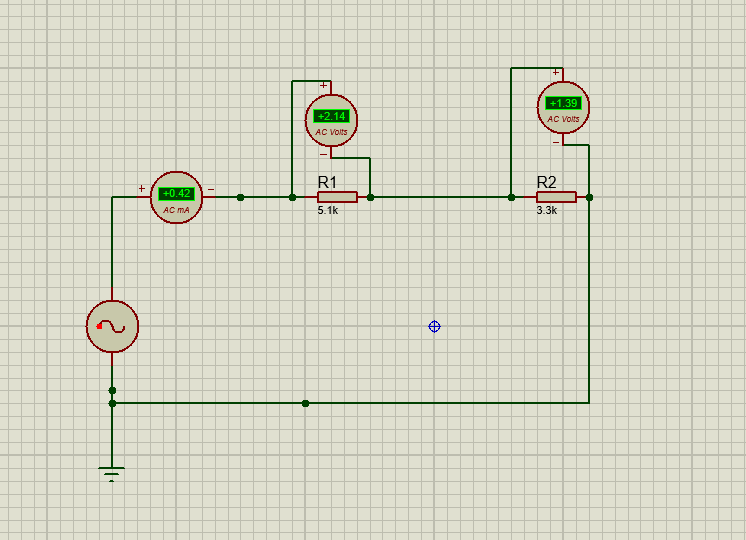 +
+1.39
AC Volts
−
+
+2.14
AC Volts
−
+
+0.42
AC mA
−
R1
5.1k
R2
3.3k